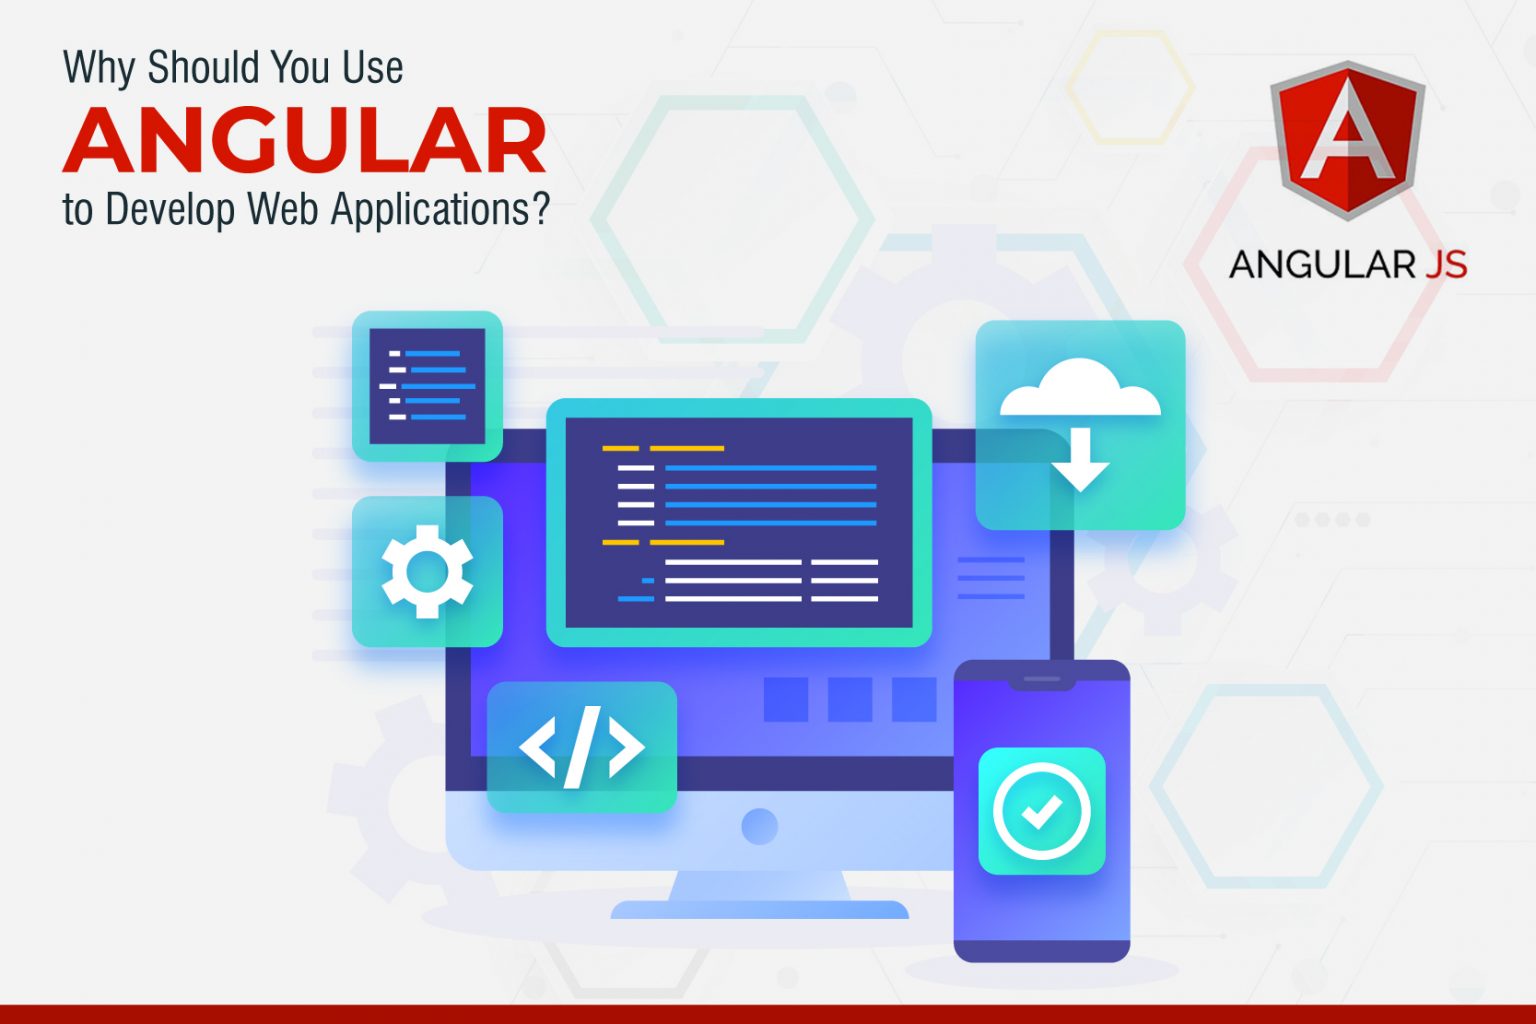 Why Should You Use
ANGULAR
to Develop Web Applications?
A
ANGULAR JS
</>